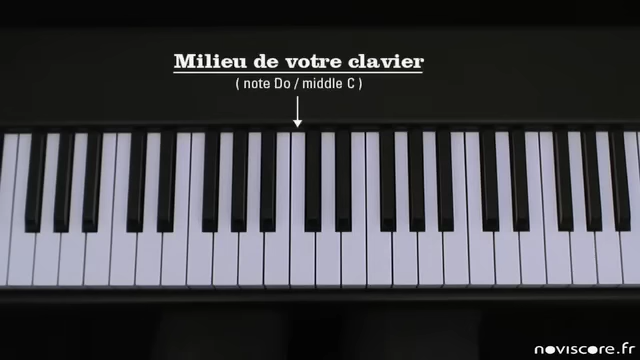 Milieu de votre clavier
( note Do / middle C )
noviscore.fr